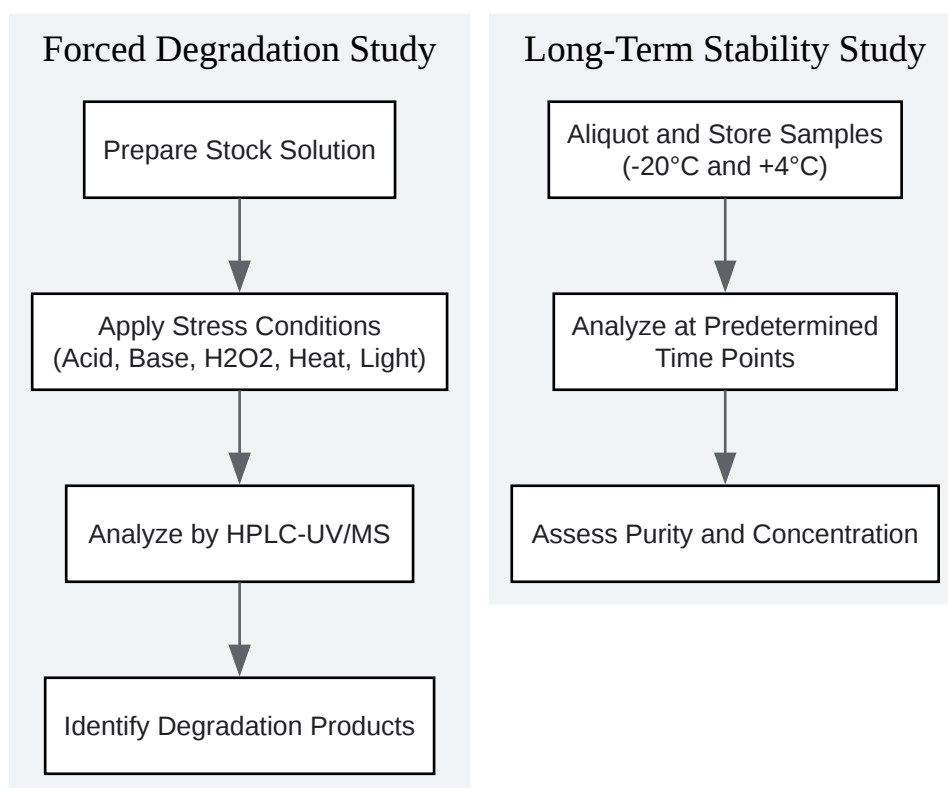 Forced Degradation Study
Prepare Stock Solution
Apply Stress Conditions
(Acid, Base, H2O2, Heat, Light)
Analyze by HPLC-UV/MS
Identify Degradation Products
Long-Term Stability Study
Aliquot and Store Samples
(-20°C and +4°C)
Analyze at Predetermined
Time Points
Assess Purity and Concentration